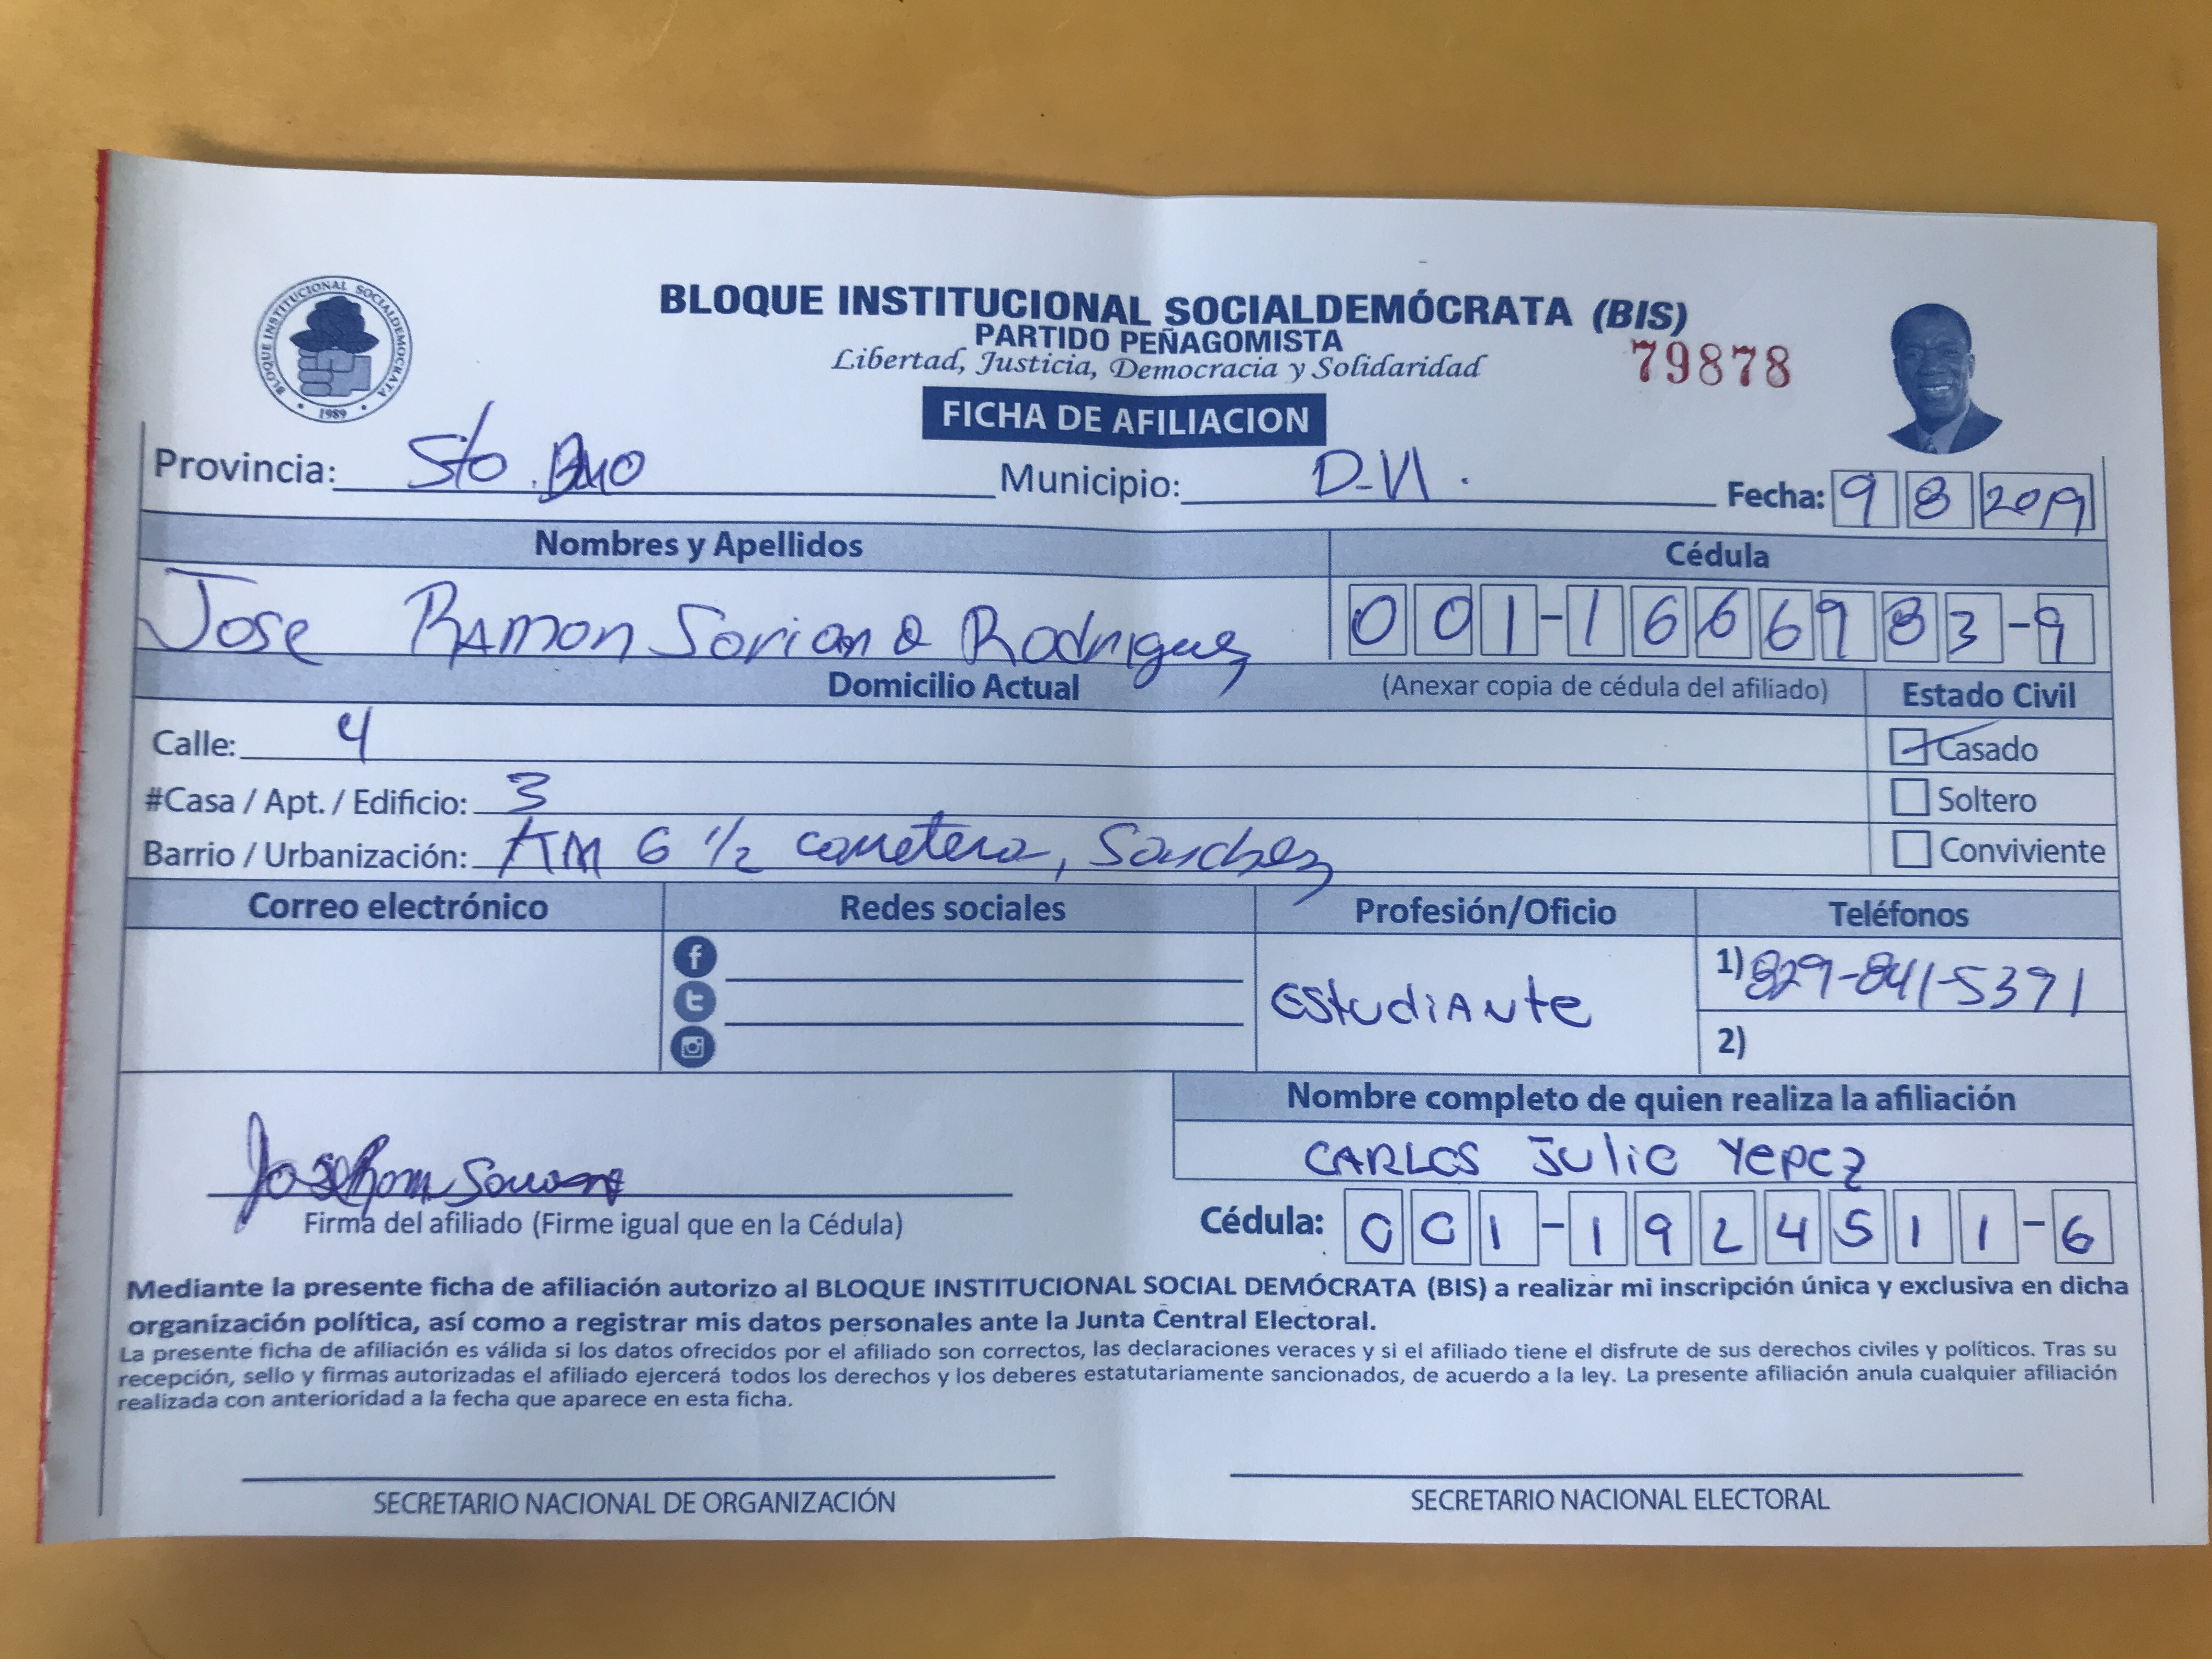 BLOQUE INSTITUCIONAL SOCIALDEMÓCRATA
1989
BLOQUE INSTITUCIONAL SOCIALDEMÓCRATA (BIS)
PARTIDO PEÑAGOMISTA
Libertad, Justicia, Democracia y Solidaridad
79878
FICHA DE AFILIACION
Provincia: Sto. Dmo Municipio: D-N. Fecha: 9 8 2019
Nombres y Apellidos Cédula
Jose Ramon Soriano Rodriguez 001-1666983-9
Domicilio Actual (Anexar copia de cédula del afiliado) Estado Civil
Calle: 4 Casado
#Casa / Apt. / Edificio: 3 Soltero
Barrio / Urbanización: KM 6 1/2 carretera, Sanchez Conviviente
Correo electrónico Redes sociales Profesión/Oficio Teléfonos
Estudiante 1) 829-841-5391
2)
Nombre completo de quien realiza la afiliación
CARLOS Julio Yepez
Jose Ram Soriano
Firma del afiliado (Firme igual que en la Cédula) Cédula: 001-1924511-6
Mediante la presente ficha de afiliación autorizo al BLOQUE INSTITUCIONAL SOCIAL DEMÓCRATA (BIS) a realizar mi inscripción única y exclusiva en dicha
organización política, así como a registrar mis datos personales ante la Junta Central Electoral.
La presente ficha de afiliación es válida si los datos ofrecidos por el afiliado son correctos, las declaraciones veraces y si el afiliado tiene el disfrute de sus derechos civiles y políticos. Tras su
recepción, sello y firmas autorizadas el afiliado ejercerá todos los derechos y los deberes estatutariamente sancionados, de acuerdo a la ley. La presente afiliación anula cualquier afiliación
realizada con anterioridad a la fecha que aparece en esta ficha.
SECRETARIO NACIONAL DE ORGANIZACIÓN SECRETARIO NACIONAL ELECTORAL